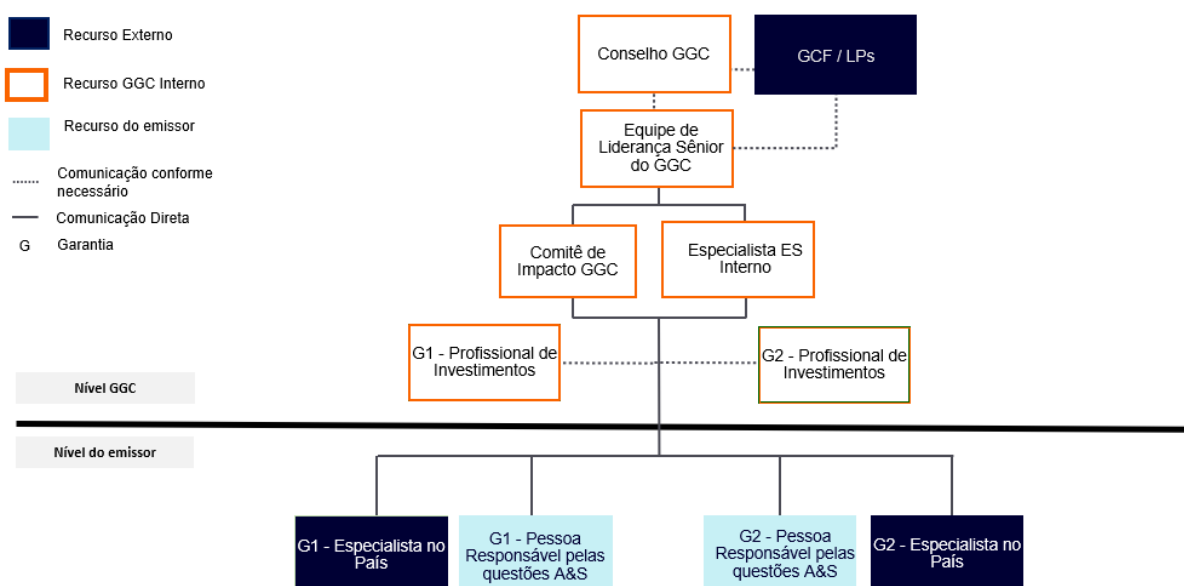 Recurso Externo
Recurso GGC Interno
Recurso do emissor
Comunicação conforme
necessário
Comunicação Direta
G Garantia
Conselho GGC
GCF / LPs
Equipe de
Liderança Sênior
do GGC
Comitê de
Impacto GGC
Especialista ES
Interno
G1 - Profissional de
Investimentos
G2 - Profissional de
Investimentos
Nível GGC
Nível do emissor
G1 - Especialista no
País
G1 - Pessoa
Responsável pelas
questões A&S
G2 - Pessoa
Responsável pelas
questões A&S
G2 - Especialista no
País